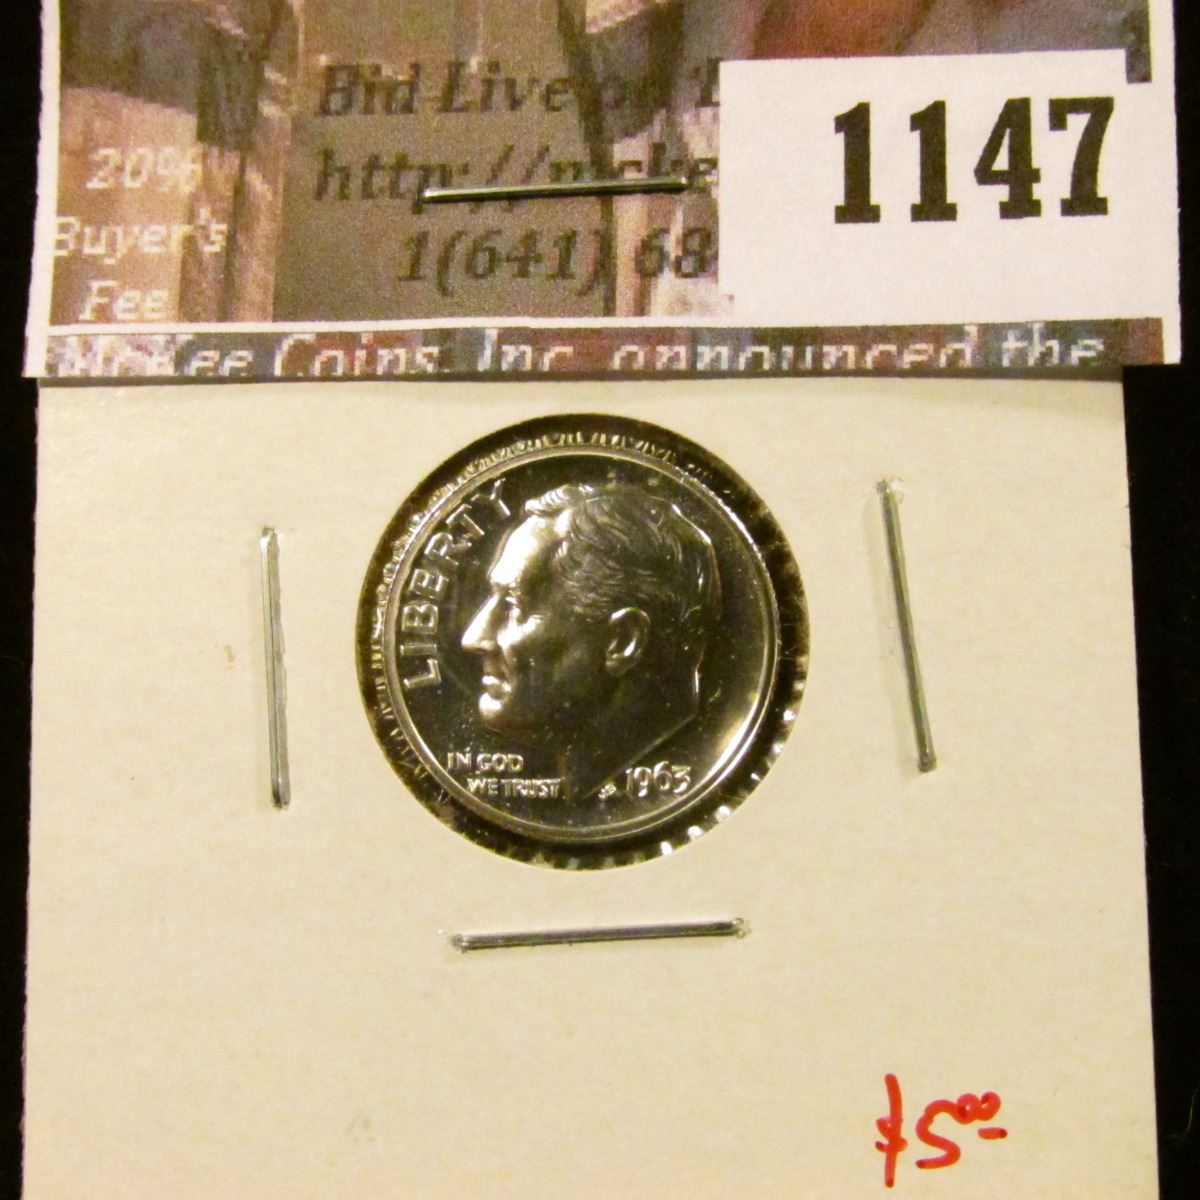 Bid Live on
1147
20%
http://mcke
Buyer's
1(641) 68
Fee
McKee Coins, Inc. announced the
LIBERTY
IN GOD
WE TRUST
JS
1963
$5.00